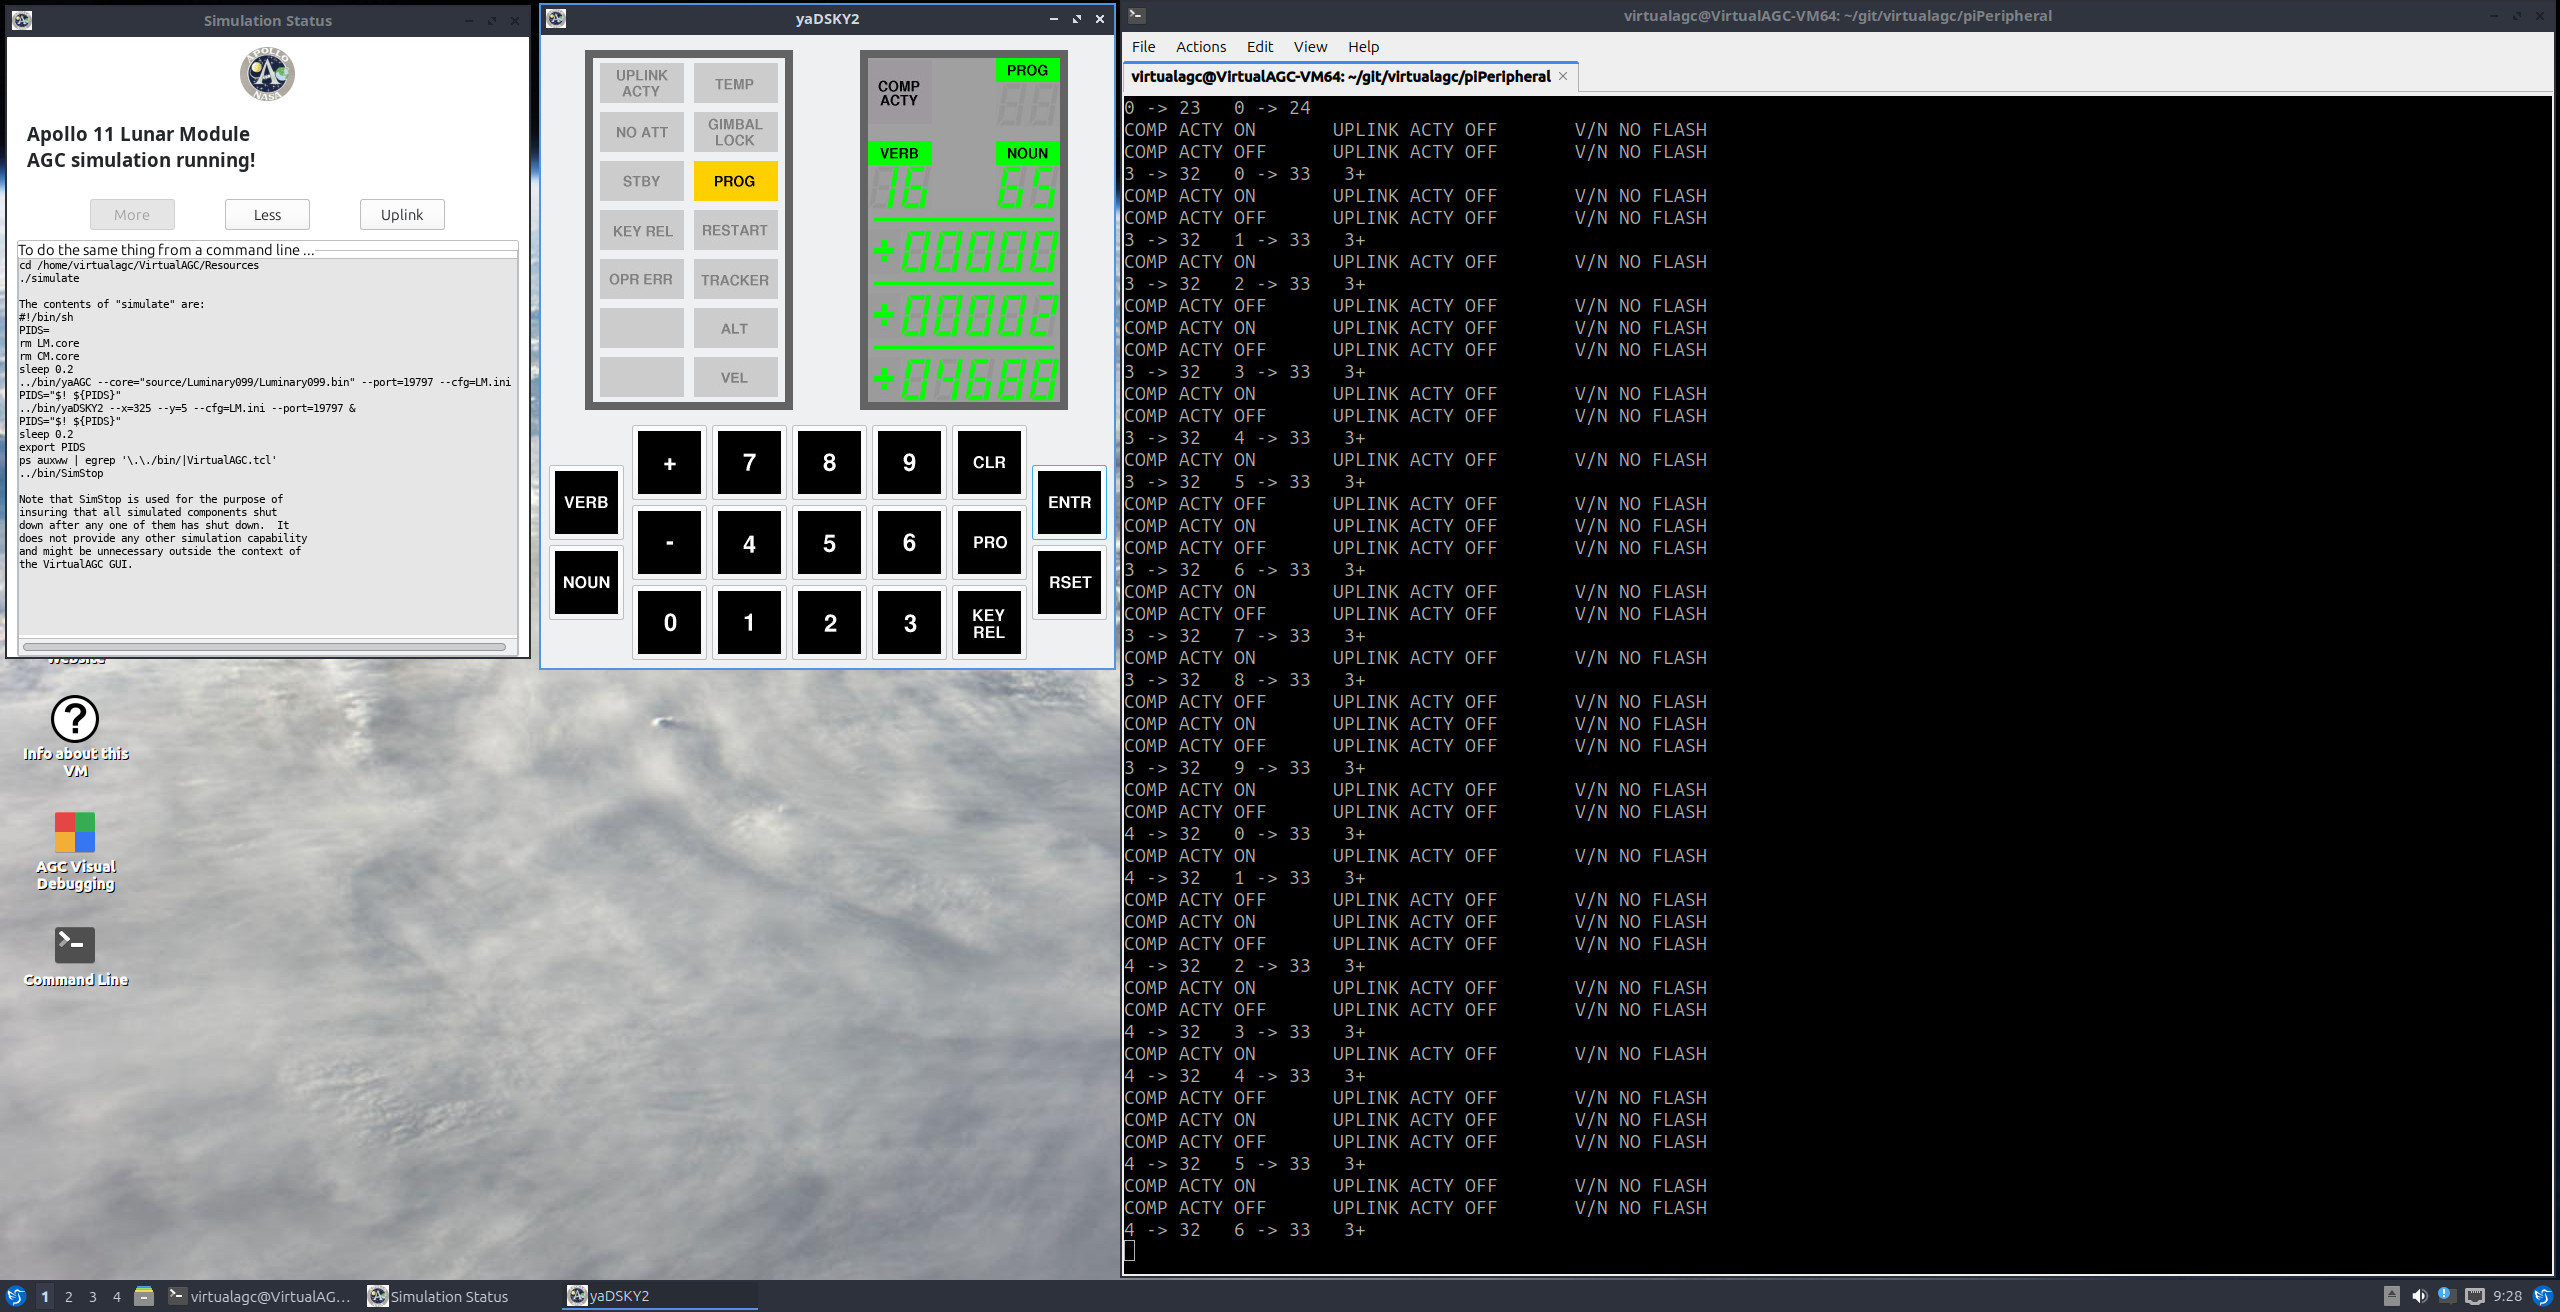 Simulation Status
APOLLO
NASA
Apollo 11 Lunar Module
AGC simulation running!
More
Less
Uplink
To do the same thing from a command line ...
cd /home/virtualagc/VirtualAGC/Resources
./simulate
The contents of "simulate" are:
#!/bin/sh
PIDS=
rm LM.core
rm CM.core
sleep 0.2
../bin/yaAGC --core="source/Luminary099/Luminary099.bin" --port=19797 --cfg=LM.ini
PIDS="$! ${PIDS}"
../bin/yaDSKY2 --x=325 --y=5 --cfg=LM.ini --port=19797 &
PIDS="$! ${PIDS}"
sleep 0.2
export PIDS
ps auxww | egrep '\.\./bin/|VirtualAGC.tcl'
../bin/SimStop
Note that SimStop is used for the purpose of
insuring that all simulated components shut
down after any one of them has shut down.  It
does not provide any other simulation capability
and might be unnecessary outside the context of
the VirtualAGC GUI.
Website
Info about this
VM
AGC Visual
Debugging
Command Line
yaDSKY2
UPLINK
ACTY
TEMP
NO ATT
GIMBAL
LOCK
STBY
PROG
KEY REL
RESTART
OPR ERR
TRACKER
ALT
VEL
COMP
ACTY
PROG
VERB
NOUN
16
65
+00000
+00002
+04688
+
7
8
9
CLR
VERB
ENTR
-
4
5
6
PRO
NOUN
RSET
0
1
2
3
KEY
REL
virtualagc@VirtualAGC-VM64: ~/git/virtualagc/piPeripheral
File Actions Edit View Help
virtualagc@VirtualAGC-VM64: ~/git/virtualagc/piPeripheral
0 -> 23   0 -> 24
COMP ACTY ON       UPLINK ACTY OFF       V/N NO FLASH
COMP ACTY OFF      UPLINK ACTY OFF       V/N NO FLASH
3 -> 32   0 -> 33   3+
COMP ACTY ON       UPLINK ACTY OFF       V/N NO FLASH
COMP ACTY OFF      UPLINK ACTY OFF       V/N NO FLASH
3 -> 32   1 -> 33   3+
COMP ACTY ON       UPLINK ACTY OFF       V/N NO FLASH
3 -> 32   2 -> 33   3+
COMP ACTY OFF      UPLINK ACTY OFF       V/N NO FLASH
COMP ACTY ON       UPLINK ACTY OFF       V/N NO FLASH
COMP ACTY OFF      UPLINK ACTY OFF       V/N NO FLASH
3 -> 32   3 -> 33   3+
COMP ACTY ON       UPLINK ACTY OFF       V/N NO FLASH
COMP ACTY OFF      UPLINK ACTY OFF       V/N NO FLASH
3 -> 32   4 -> 33   3+
COMP ACTY ON       UPLINK ACTY OFF       V/N NO FLASH
3 -> 32   5 -> 33   3+
COMP ACTY OFF      UPLINK ACTY OFF       V/N NO FLASH
COMP ACTY ON       UPLINK ACTY OFF       V/N NO FLASH
COMP ACTY OFF      UPLINK ACTY OFF       V/N NO FLASH
3 -> 32   6 -> 33   3+
COMP ACTY ON       UPLINK ACTY OFF       V/N NO FLASH
COMP ACTY OFF      UPLINK ACTY OFF       V/N NO FLASH
3 -> 32   7 -> 33   3+
COMP ACTY ON       UPLINK ACTY OFF       V/N NO FLASH
3 -> 32   8 -> 33   3+
COMP ACTY OFF      UPLINK ACTY OFF       V/N NO FLASH
COMP ACTY ON       UPLINK ACTY OFF       V/N NO FLASH
COMP ACTY OFF      UPLINK ACTY OFF       V/N NO FLASH
3 -> 32   9 -> 33   3+
COMP ACTY ON       UPLINK ACTY OFF       V/N NO FLASH
COMP ACTY OFF      UPLINK ACTY OFF       V/N NO FLASH
4 -> 32   0 -> 33   3+
COMP ACTY ON       UPLINK ACTY OFF       V/N NO FLASH
4 -> 32   1 -> 33   3+
COMP ACTY OFF      UPLINK ACTY OFF       V/N NO FLASH
COMP ACTY ON       UPLINK ACTY OFF       V/N NO FLASH
COMP ACTY OFF      UPLINK ACTY OFF       V/N NO FLASH
4 -> 32   2 -> 33   3+
COMP ACTY ON       UPLINK ACTY OFF       V/N NO FLASH
COMP ACTY OFF      UPLINK ACTY OFF       V/N NO FLASH
4 -> 32   3 -> 33   3+
COMP ACTY ON       UPLINK ACTY OFF       V/N NO FLASH
4 -> 32   4 -> 33   3+
COMP ACTY OFF      UPLINK ACTY OFF       V/N NO FLASH
COMP ACTY ON       UPLINK ACTY OFF       V/N NO FLASH
COMP ACTY OFF      UPLINK ACTY OFF       V/N NO FLASH
4 -> 32   5 -> 33   3+
COMP ACTY ON       UPLINK ACTY OFF       V/N NO FLASH
COMP ACTY OFF      UPLINK ACTY OFF       V/N NO FLASH
4 -> 32   6 -> 33   3+
1 2 3 4 virtualagc@VirtualAG... Simulation Status yaDSKY2 9:28